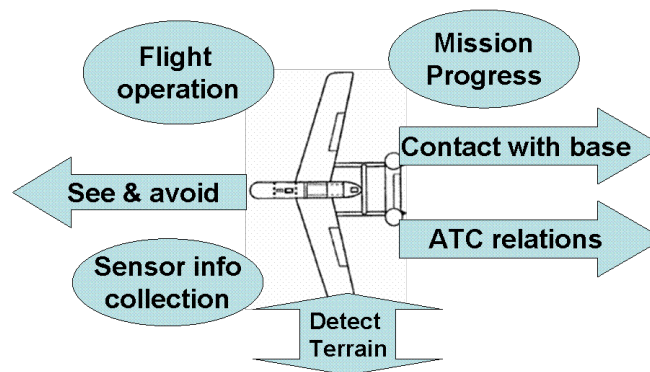 Flight
operation
Mission
Progress
Contact with base
See & avoid
ATC relations
Sensor info
collection
Detect
Terrain